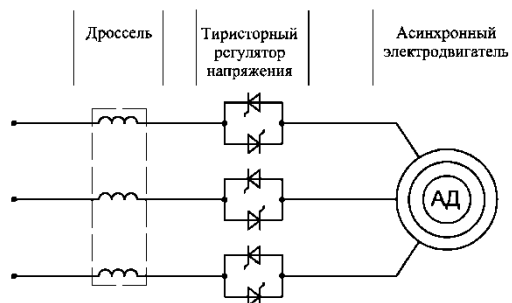 Дроссель
Тиристорный
регулятор
напряжения
Асинхронный
электродвигатель
АД